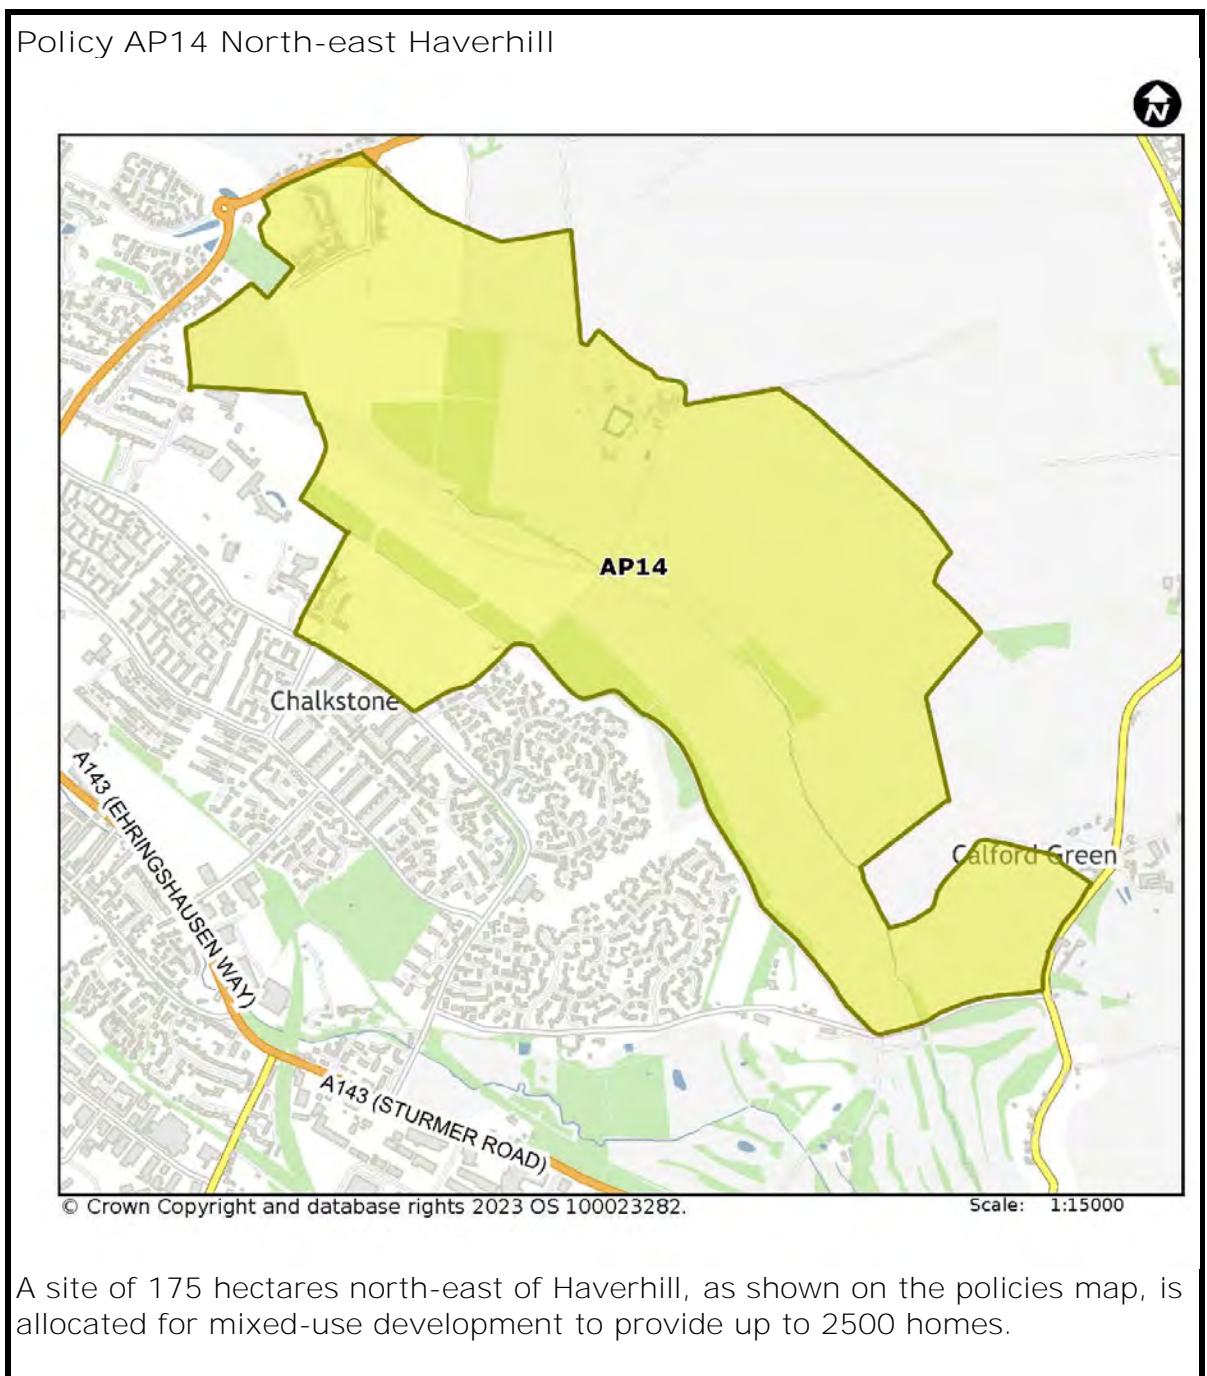 Policy AP14 North-east Haverhill
N
AP14
Chalkstone
A143 (EHRINGSHAUSEN WAY)
Calford Green
A143 (STURMER ROAD)
© Crown Copyright and database rights 2023 OS 100023282.
Scale: 1:15000
A site of 175 hectares north-east of Haverhill, as shown on the policies map, is
allocated for mixed-use development to provide up to 2500 homes.